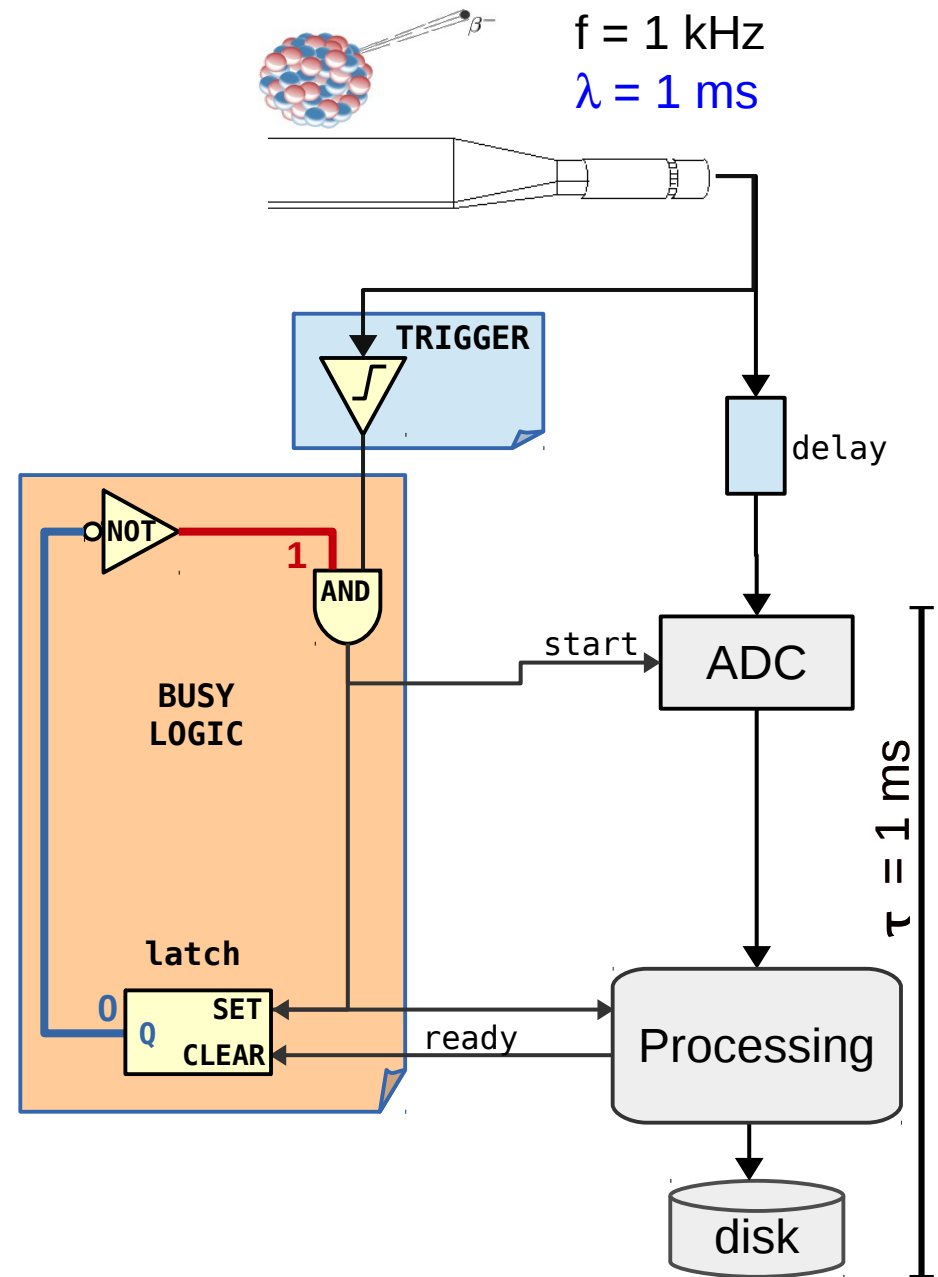 β⁻
f = 1 kHz
λ = 1 ms
TRIGGER
delay
NOT
1
AND
start
ADC
BUSY
LOGIC
τ = 1 ms
latch
0
Q
SET
CLEAR
ready
Processing
disk